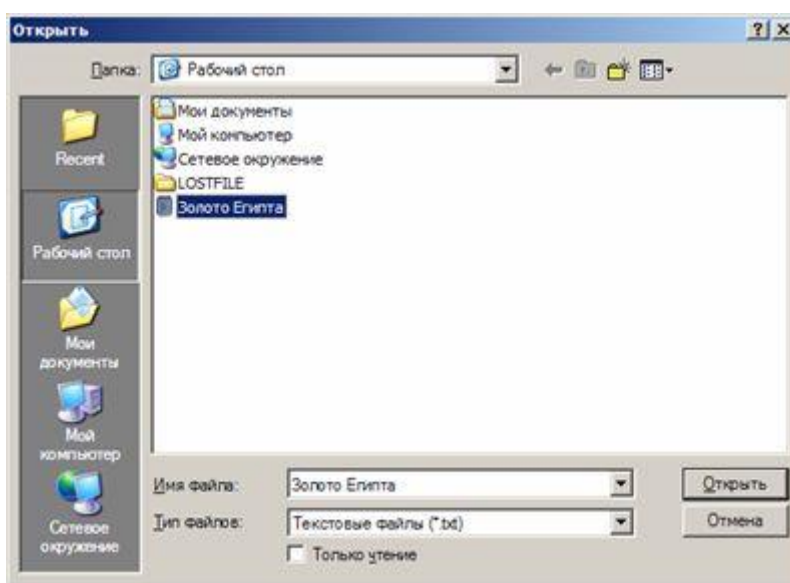 Открыть
Папка: Рабочий стол
Мои документы
Мой компьютер
Сетевое окружение
LOSTFILE
Золото Египта
Recent
Рабочий стол
Мои
документы
Мой
компьютер
Сетевое
окружение
Имя файла: Золото Египта Открыть
Тип файлов: Текстовые файлы (*.txt) Отмена
Только чтение